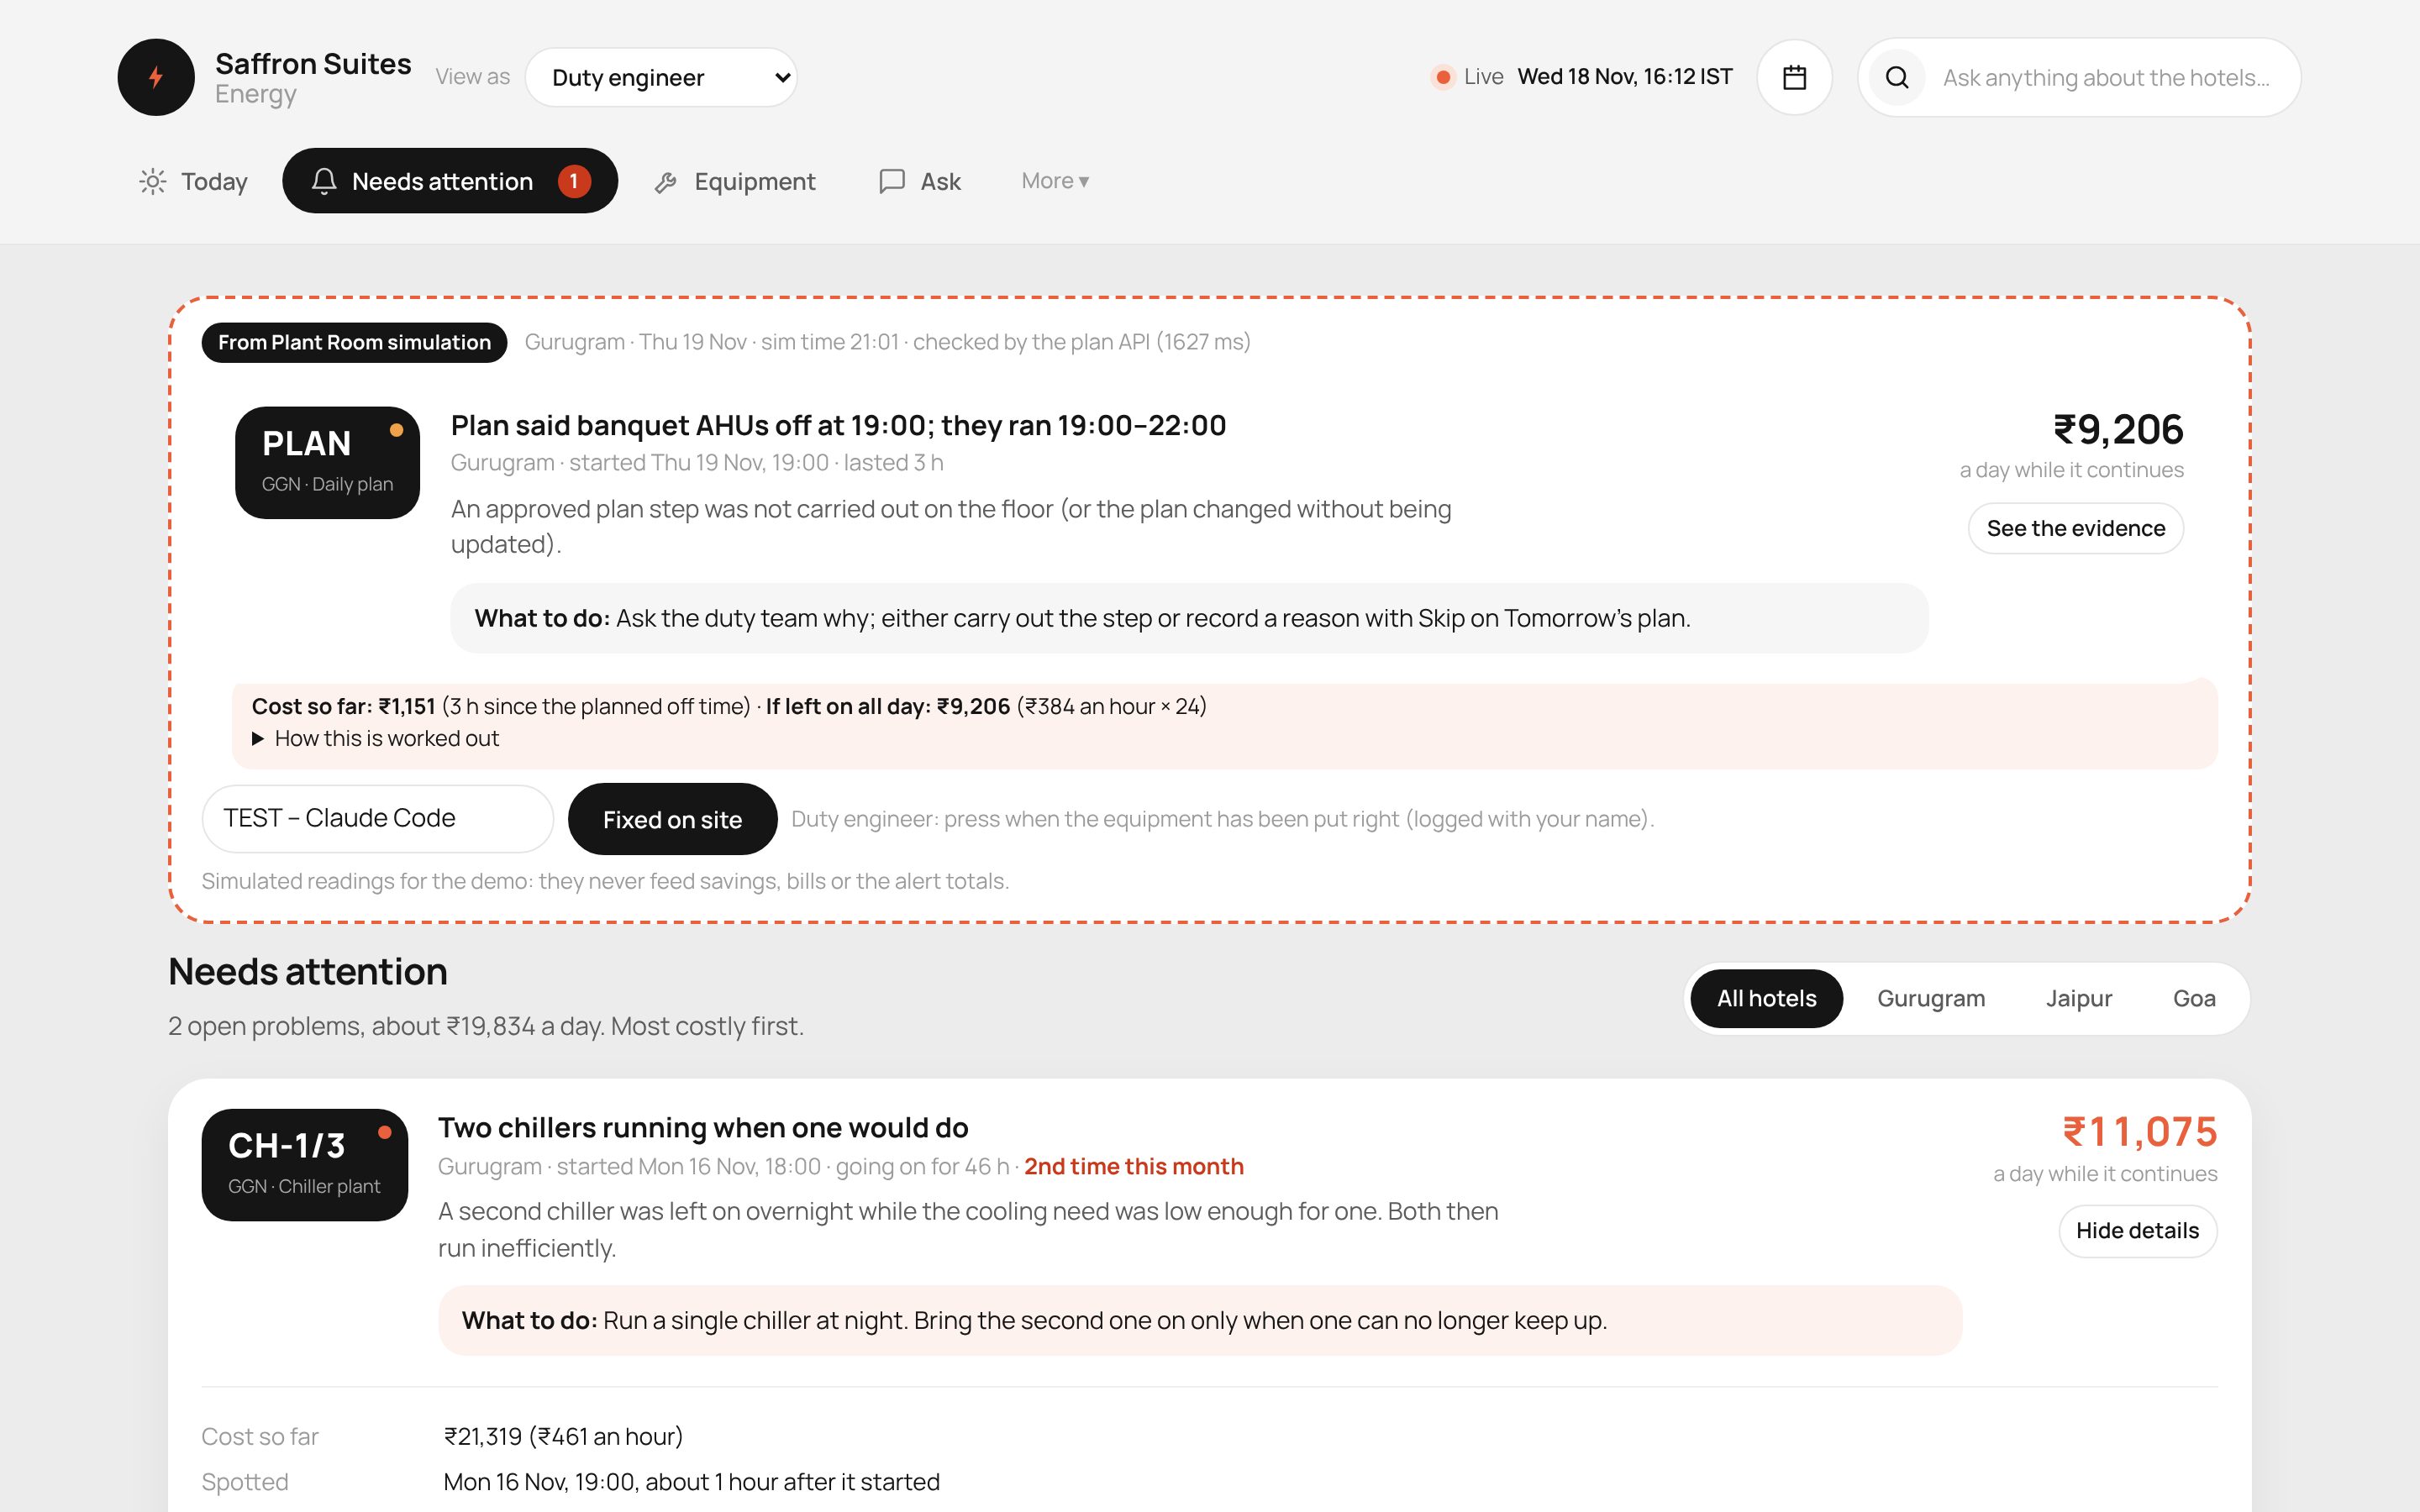 Saffron Suites
Energy
View as
Duty engineer
Live Wed 18 Nov, 16:12 IST
Ask anything about the hotels...
Today
Needs attention 1
Equipment
Ask
More ▾
From Plant Room simulation
Gurugram · Thu 19 Nov · sim time 21:01 · checked by the plan API (1627 ms)
PLAN
GGN · Daily plan
Plan said banquet AHUs off at 19:00; they ran 19:00–22:00
Gurugram · started Thu 19 Nov, 19:00 · lasted 3 h
An approved plan step was not carried out on the floor (or the plan changed without being
updated).
What to do: Ask the duty team why; either carry out the step or record a reason with Skip on Tomorrow's plan.
₹9,206
a day while it continues
See the evidence
Cost so far: ₹1,151 (3 h since the planned off time) · If left on all day: ₹9,206 (₹384 an hour × 24)
▶ How this is worked out
TEST – Claude Code
Fixed on site
Duty engineer: press when the equipment has been put right (logged with your name).
Simulated readings for the demo: they never feed savings, bills or the alert totals.
Needs attention
2 open problems, about ₹19,834 a day. Most costly first.
All hotels
Gurugram
Jaipur
Goa
CH-1/3
GGN · Chiller plant
Two chillers running when one would do
Gurugram · started Mon 16 Nov, 18:00 · going on for 46 h · 2nd time this month
A second chiller was left on overnight while the cooling need was low enough for one. Both then
run inefficiently.
What to do: Run a single chiller at night. Bring the second one on only when one can no longer keep up.
₹11,075
a day while it continues
Hide details
Cost so far ₹21,319 (₹461 an hour)
Spotted Mon 16 Nov, 19:00, about 1 hour after it started